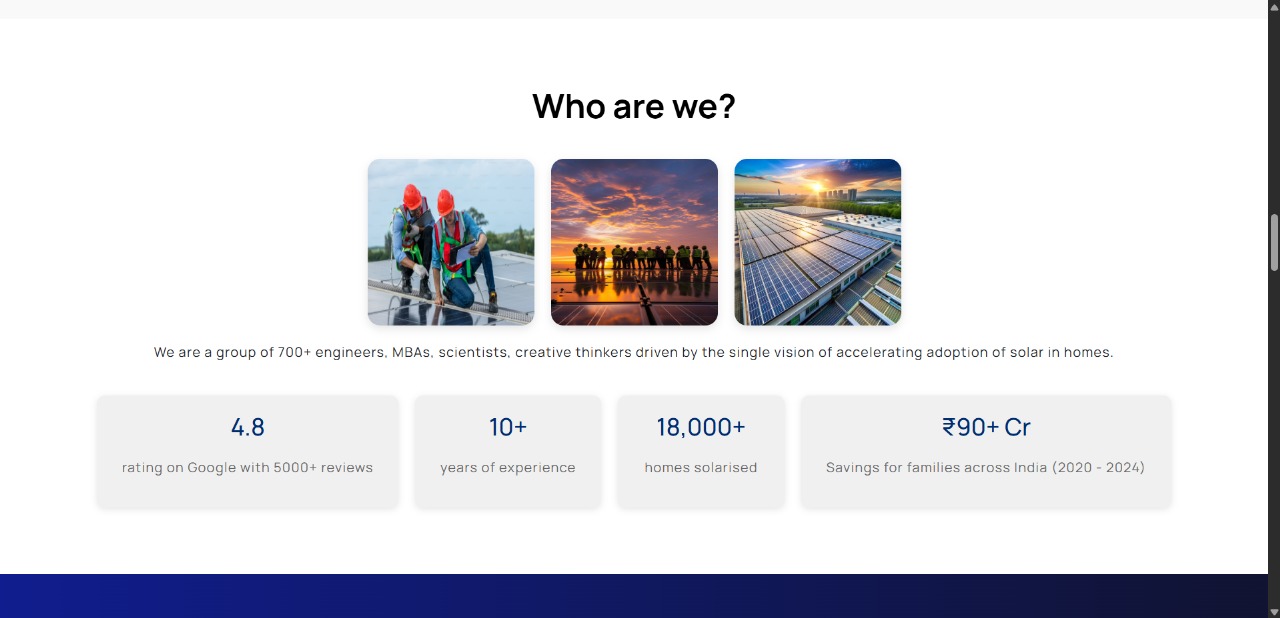 Who are we?
We are a group of 700+ engineers, MBAs, scientists, creative thinkers driven by the single vision of accelerating adoption of solar in homes.
4.8
rating on Google with 5000+ reviews
10+
years of experience
18,000+
homes solarised
₹90+ Cr
Savings for families across India (2020 - 2024)